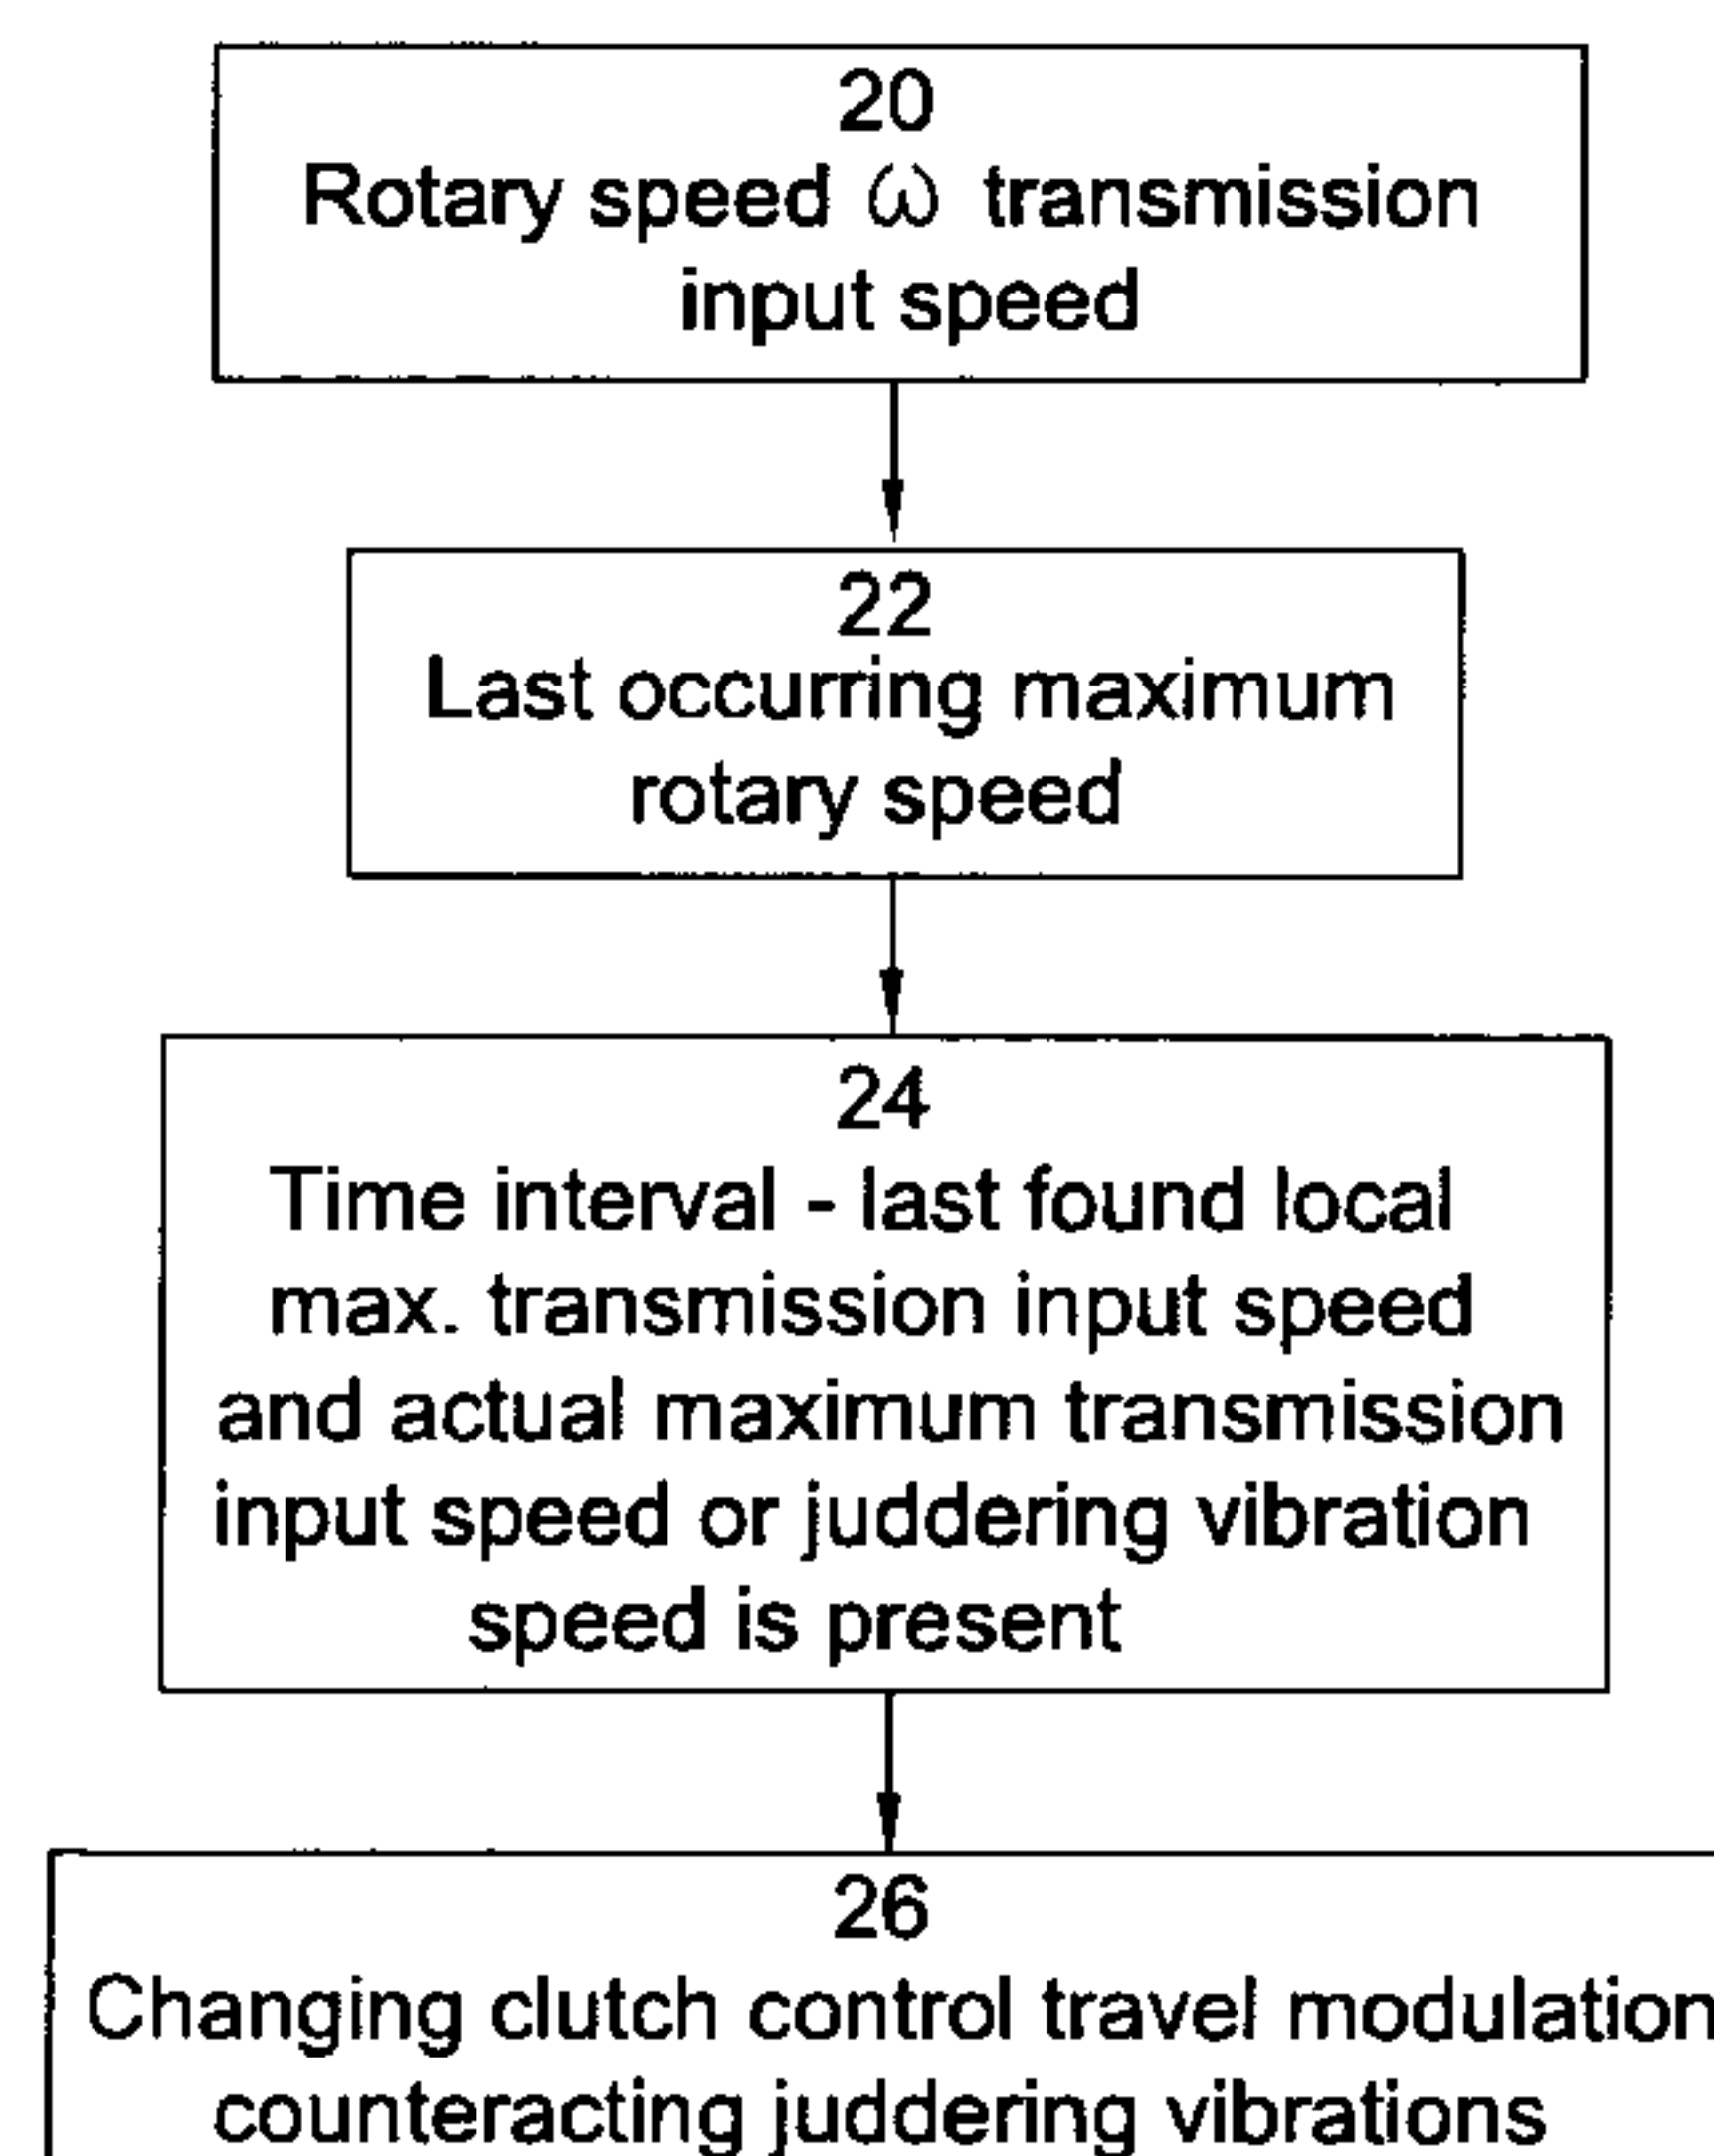 20
Rotary speed ω transmission
input speed
22
Last occurring maximum
rotary speed
24
Time interval - last found local
max. transmission input speed
and actual maximum transmission
input speed or juddering vibration
speed is present
26
Changing clutch control travel modulation
counteracting juddering vibrations